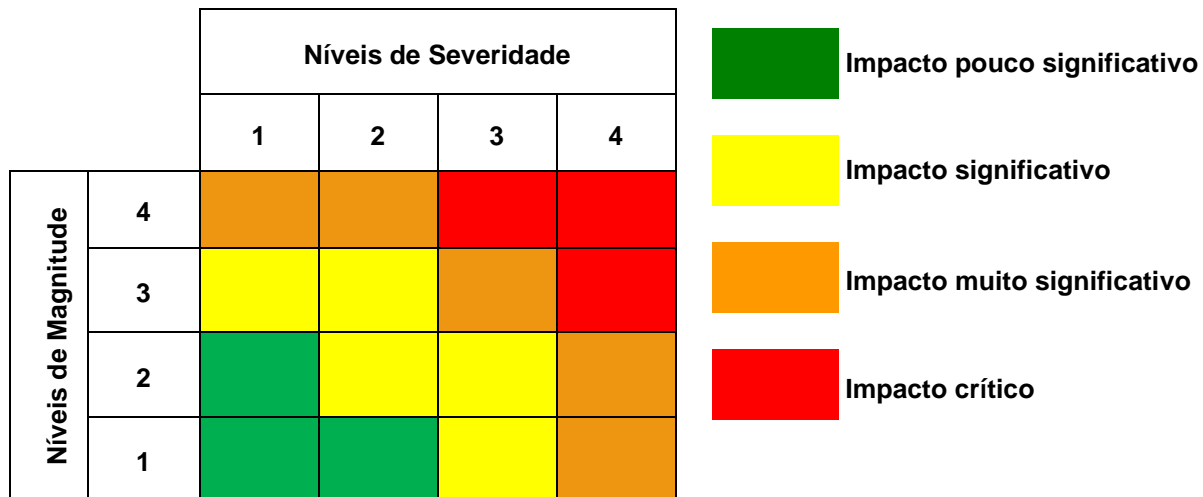 Níveis de Severidade
1 2 3 4
Níveis de Magnitude
4
3
2
1
Impacto pouco significativo
Impacto significativo
Impacto muito significativo
Impacto crítico